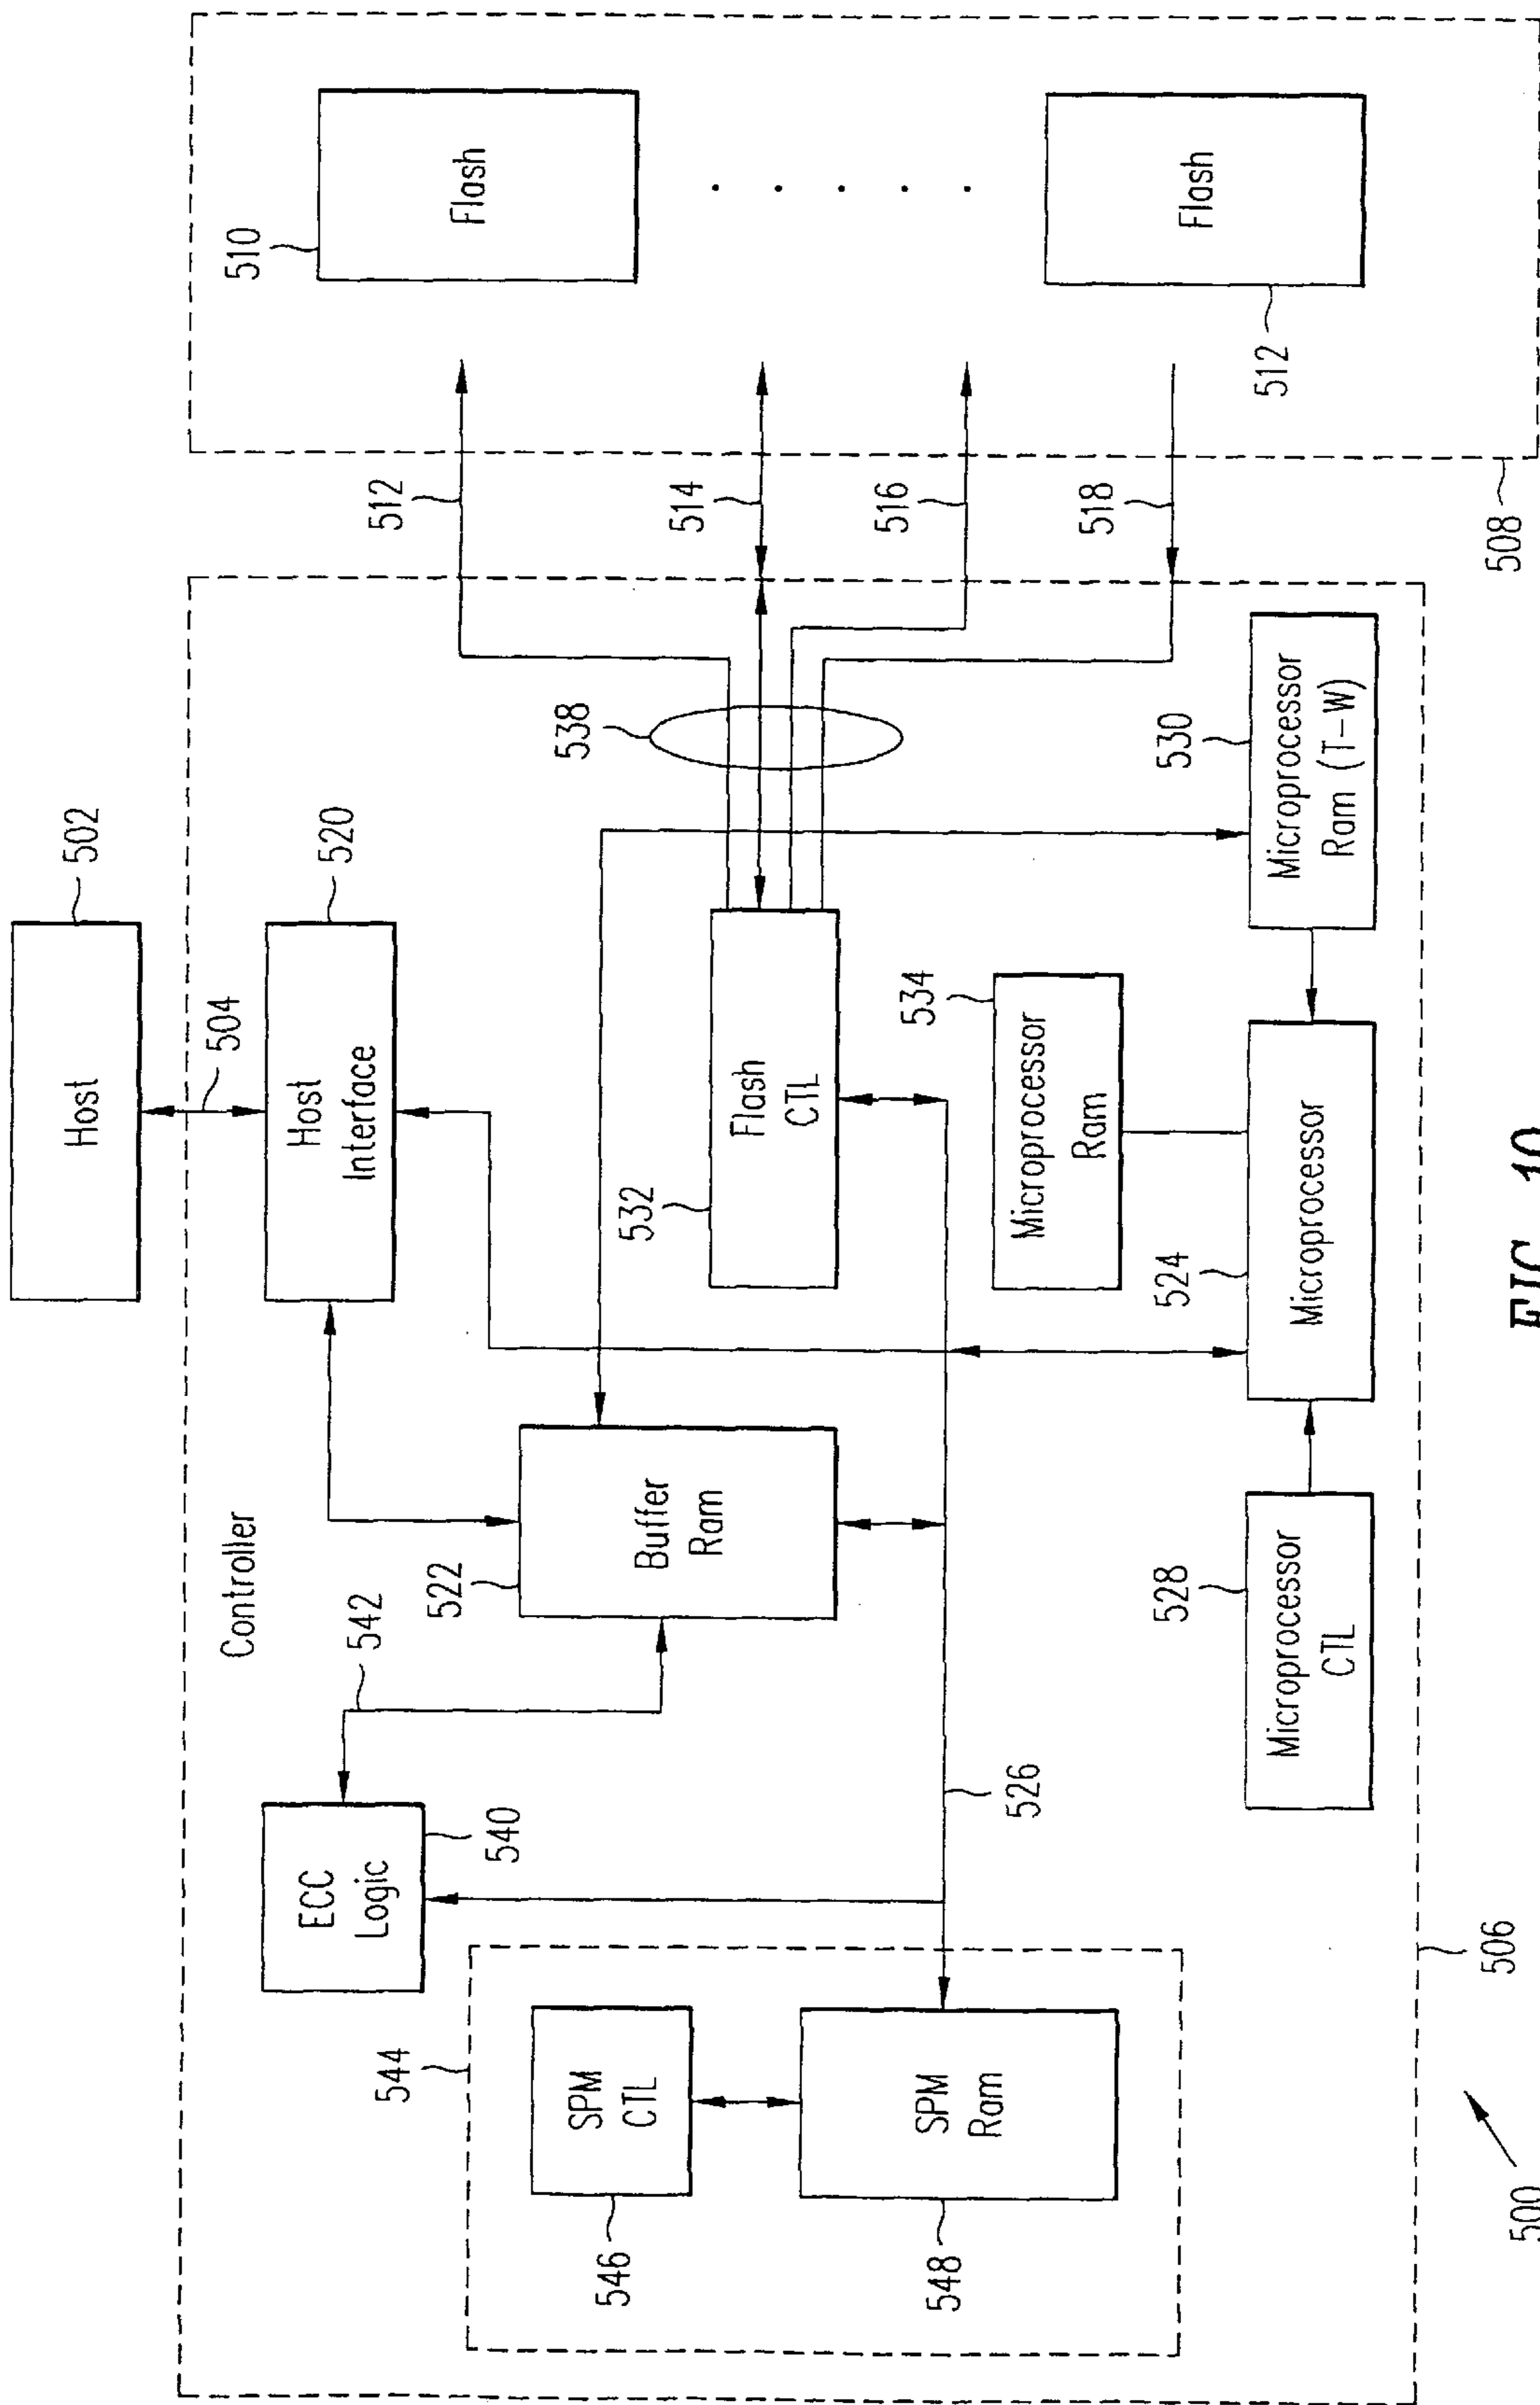 Host
502
504
Controller
ECC
Logic
540
542
Host
Interface
520
510
Flash
512
544
SPM
CTL
546
522
Buffer
Ram
538
514
Flash
CTL
532
SPM
Ram
548
526
534
Microprocessor
Ram
516
518
528
Microprocessor
CTL
524
Microprocessor
530
Microprocessor
Ram (T-W)
Flash
512
506
508
500
FIG. 10